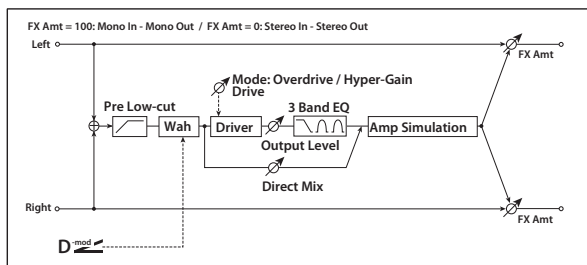 FX Amt = 100: Mono In - Mono Out / FX Amt = 0: Stereo In - Stereo Out
Left
FX Amt
Mode: Overdrive / Hyper-Gain
Drive
Pre Low-cut
3 Band EQ
Wah
Driver
Amp Simulation
Output Level
Direct Mix
Right
FX Amt
D-mod